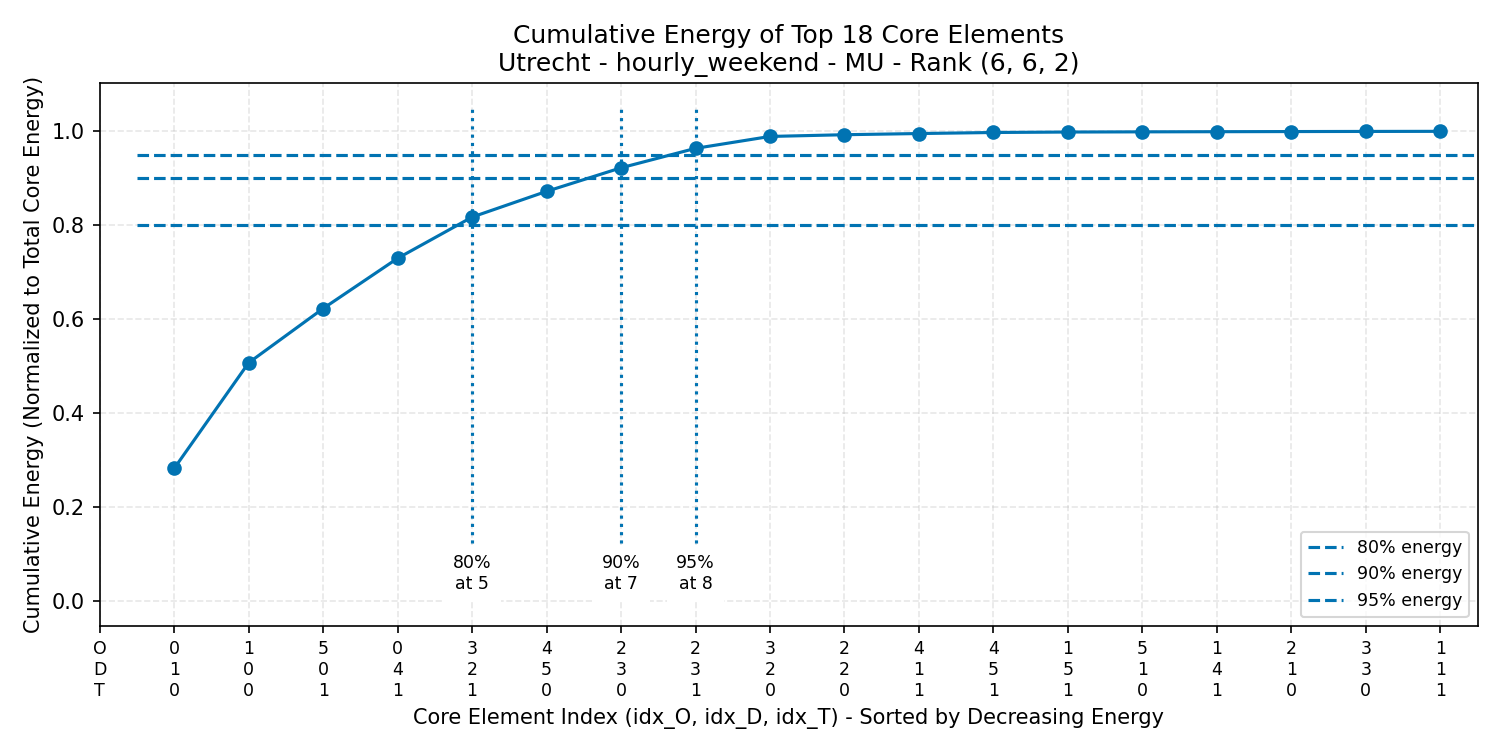 Cumulative Energy of Top 18 Core Elements
Utrecht - hourly_weekend - MU - Rank (6, 6, 2)
Cumulative Energy (Normalized to Total Core Energy)
1.0
0.8
0.6
0.4
0.2
0.0
80%
at 5
90%
at 7
95%
at 8
80% energy
90% energy
95% energy
O 0 1 5 0 3 4 2 2 3 2 4 4 1 5 1 2 3 1
D 1 0 0 4 2 5 3 3 2 2 1 5 5 1 4 1 3 1
T 0 0 1 1 1 0 0 1 0 0 1 1 1 0 1 0 0 1
Core Element Index (idx_O, idx_D, idx_T) - Sorted by Decreasing Energy